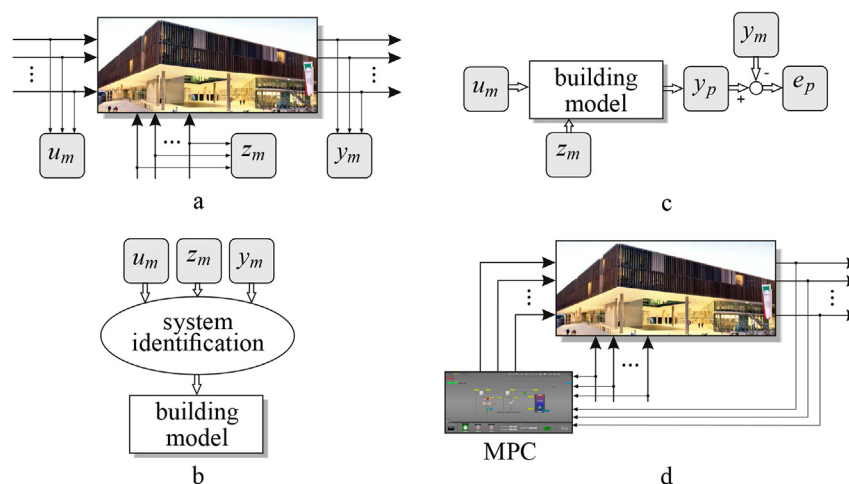 u_m
z_m
y_m
a
u_m
z_m
y_m
system
identification
building
model
b
y_m
u_m
building
model
y_p
-
+
e_p
z_m
c
MPC
d